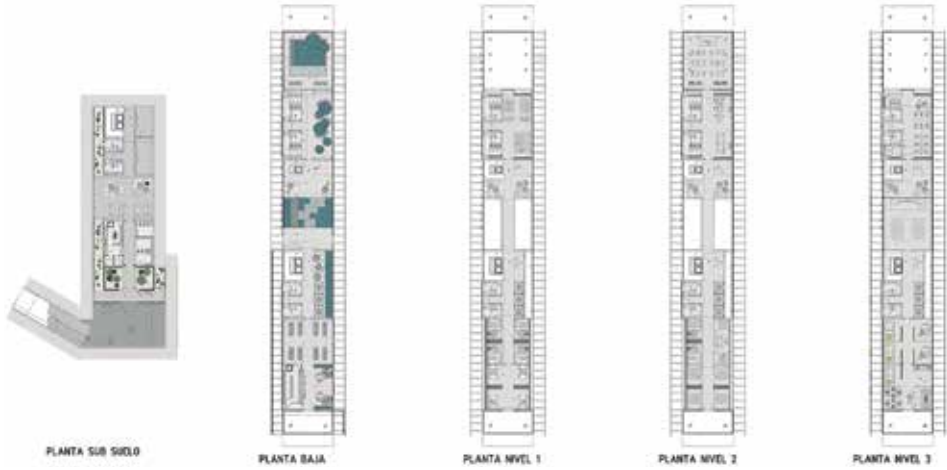 PLANTA SUB SUELO
PLANTA BAJA
PLANTA NIVEL 1
PLANTA NIVEL 2
PLANTA NIVEL 3